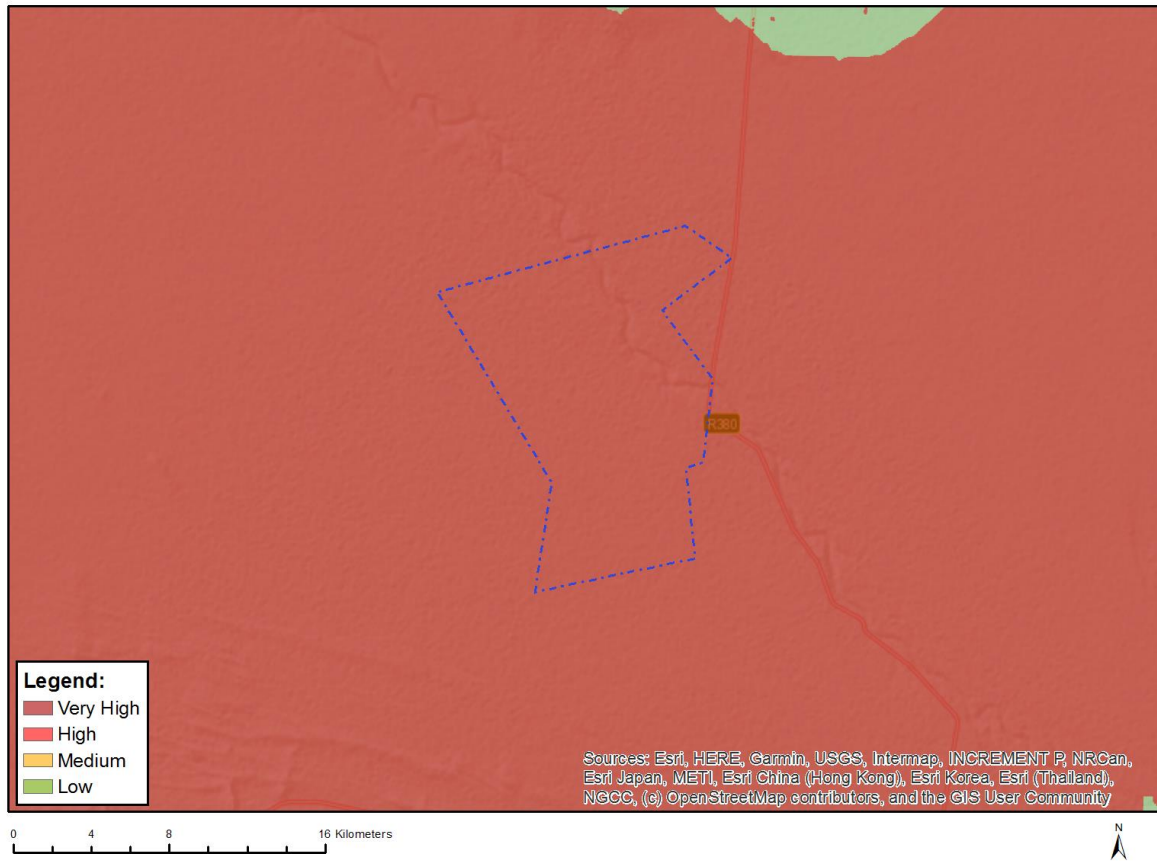 R380
Legend:
Very High
High
Medium
Low
Sources: Esri, HERE, Garmin, USGS, Intermap, INCREMENT P, NRCan,
Esri Japan, METI, Esri China (Hong Kong), Esri Korea, Esri (Thailand),
NGCC, (c) OpenStreetMap contributors, and the GIS User Community
0 4 8 16 Kilometers
N